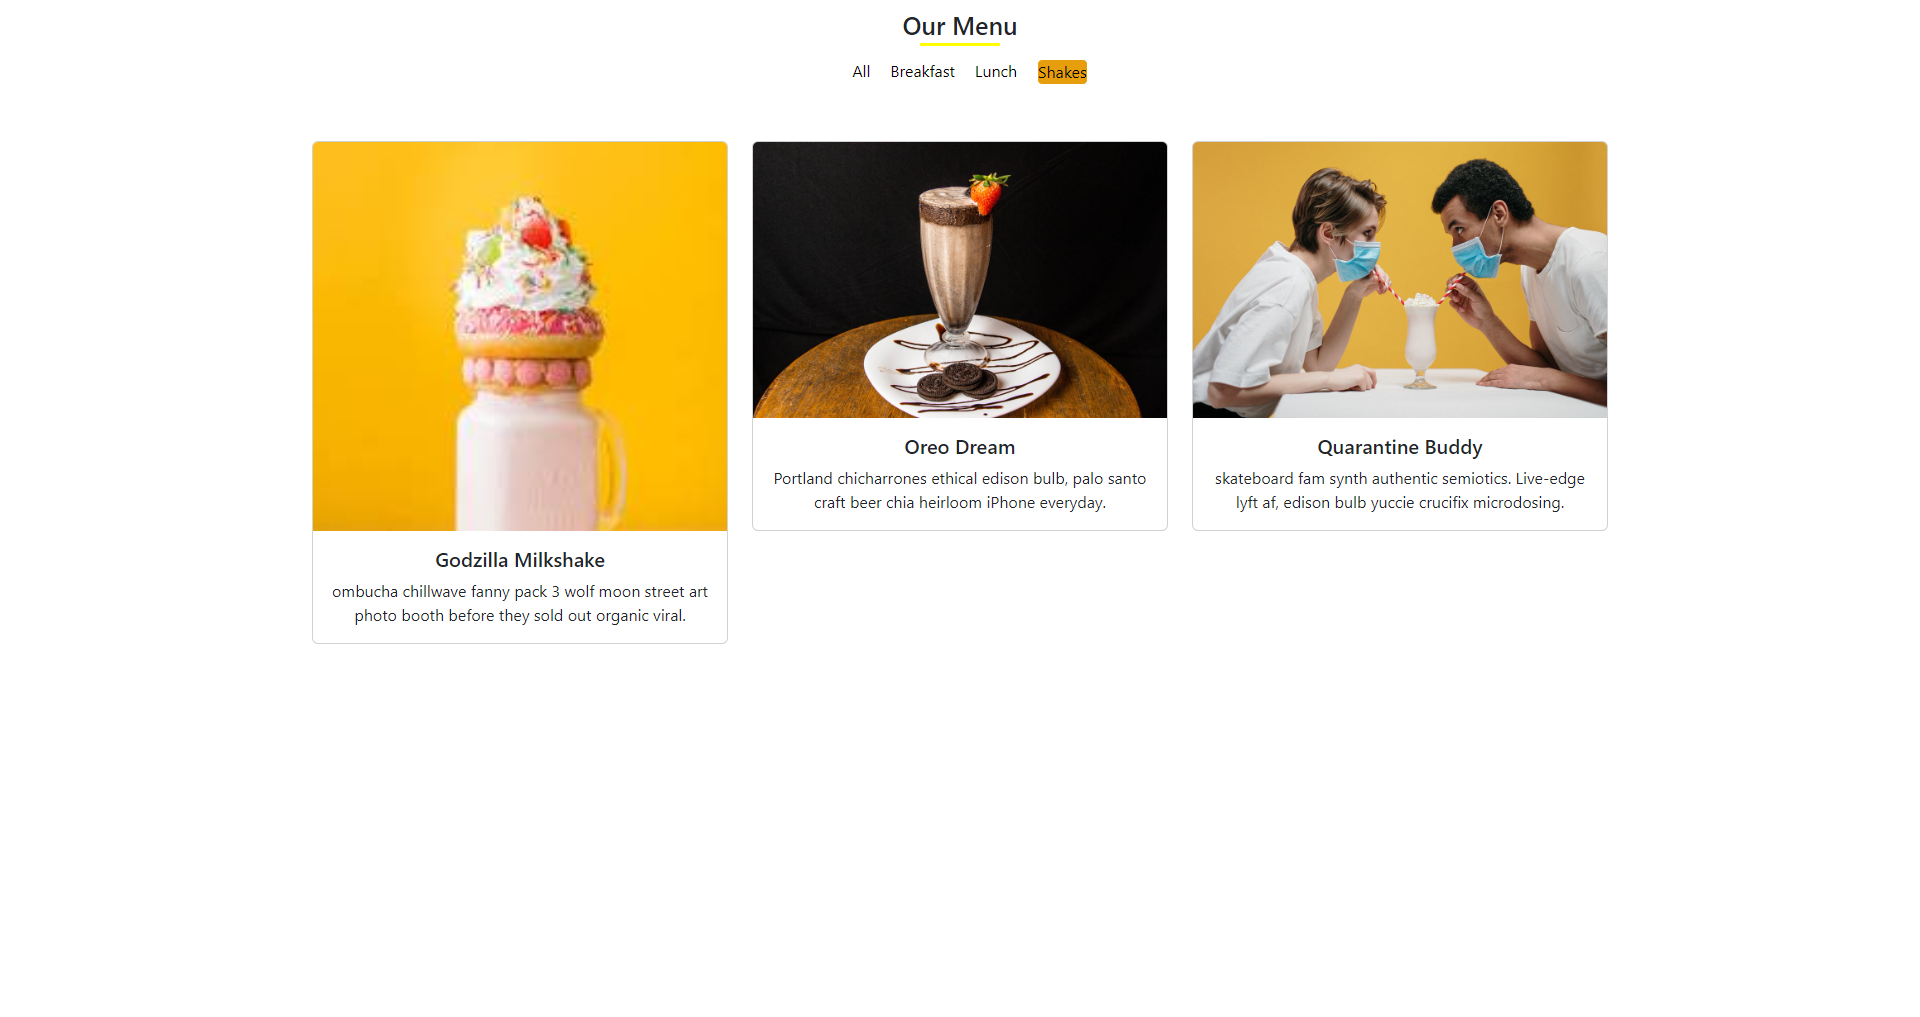 Our Menu
All Breakfast Lunch Shakes
Godzilla Milkshake
ombucha chillwave fanny pack 3 wolf moon street art
photo booth before they sold out organic viral.
Oreo Dream
Portland chicharrones ethical edison bulb, palo santo
craft beer chia heirloom iPhone everyday.
Quarantine Buddy
skateboard fam synth authentic semiotics. Live-edge
lyft af, edison bulb yuccie crucifix microdosing.